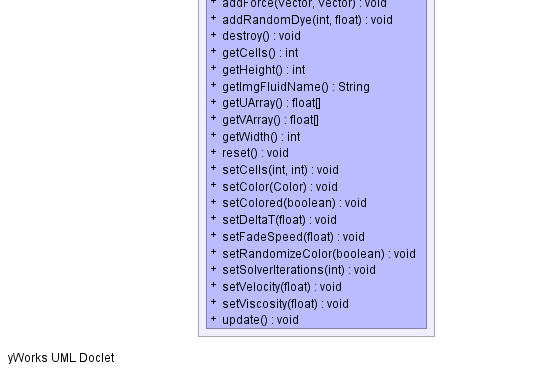 + addForce(Vector, Vector) : void
+ addRandomDye(int, float) : void
+ destroy() : void
+ getCells() : int
+ getHeight() : int
+ getImgFluidName() : String
+ getUArray() : float[]
+ getVArray() : float[]
+ getWidth() : int
+ reset() : void
+ setCells(int, int) : void
+ setColor(Color) : void
+ setColored(boolean) : void
+ setDeltaT(float) : void
+ setFadeSpeed(float) : void
+ setRandomizeColor(boolean) : void
+ setSolverIterations(int) : void
+ setVelocity(float) : void
+ setViscosity(float) : void
+ update() : void
yWorks UML Doclet